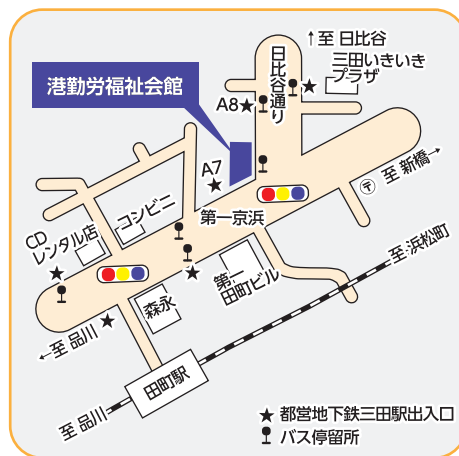 ↑至 日比谷
三田いきいき
プラザ
日比谷通り
港勤労福祉会館
A8★
A7
★
〒 至 新橋→
第一京浜
コンビニ
CD
レンタル店
至 浜松町
第一
田町ビル
森永
←至 品川
田町駅
至 品川
★ 都営地下鉄三田駅出入口
バス停留所